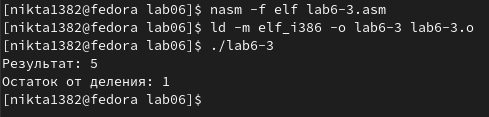 [nikta1382@fedora lab06]$ nasm -f elf lab6-3.asm
[nikta1382@fedora lab06]$ ld -m elf_i386 -o lab6-3 lab6-3.o
[nikta1382@fedora lab06]$ ./lab6-3
Результат: 5
Остаток от деления: 1
[nikta1382@fedora lab06]$